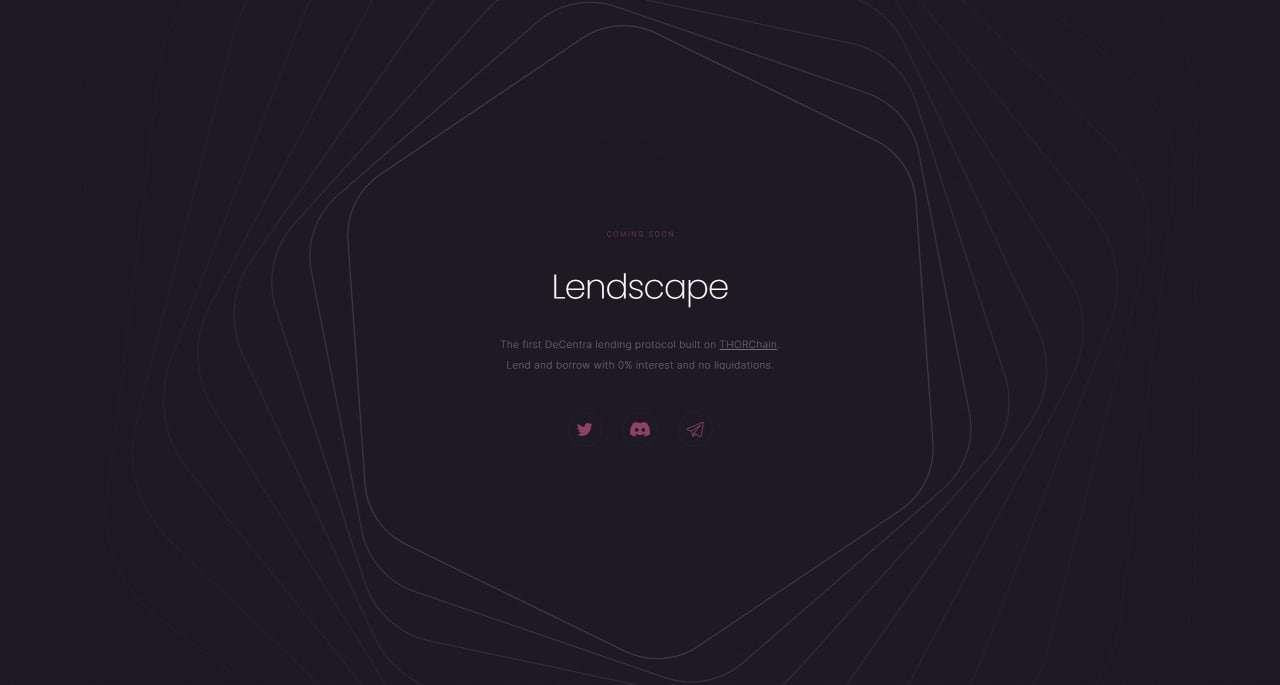 COMING SOON
Lendscape
The first DeCentra lending protocol built on THORChain.
Lend and borrow with 0% interest and no liquidations.